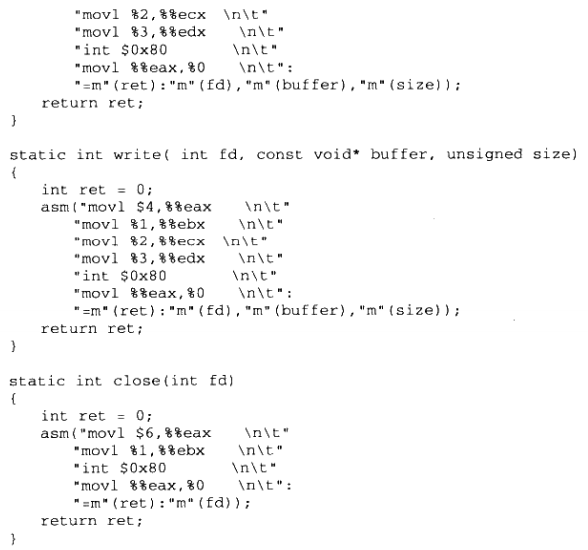 "movl %2,%%ecx  \n\t"
"movl %3,%%edx   \n\t"
"int $0x80        \n\t"
"movl %%eax,%0   \n\t":
"=m"(ret):"m"(fd),"m"(buffer),"m"(size));
return ret;
}
static int write( int fd, const void* buffer, unsigned size)
{
int ret = 0;
asm("movl $4,%%eax    \n\t"
"movl %1,%%ebx   \n\t"
"movl %2,%%ecx  \n\t"
"movl %3,%%edx   \n\t"
"int $0x80        \n\t"
"movl %%eax,%0   \n\t":
"=m"(ret):"m"(fd),"m"(buffer),"m"(size));
return ret;
}
static int close(int fd)
{
int ret = 0;
asm("movl $6,%%eax    \n\t"
"movl %1,%%ebx   \n\t"
"int $0x80        \n\t"
"movl %%eax,%0   \n\t":
"=m"(ret):"m"(fd));
return ret;
}